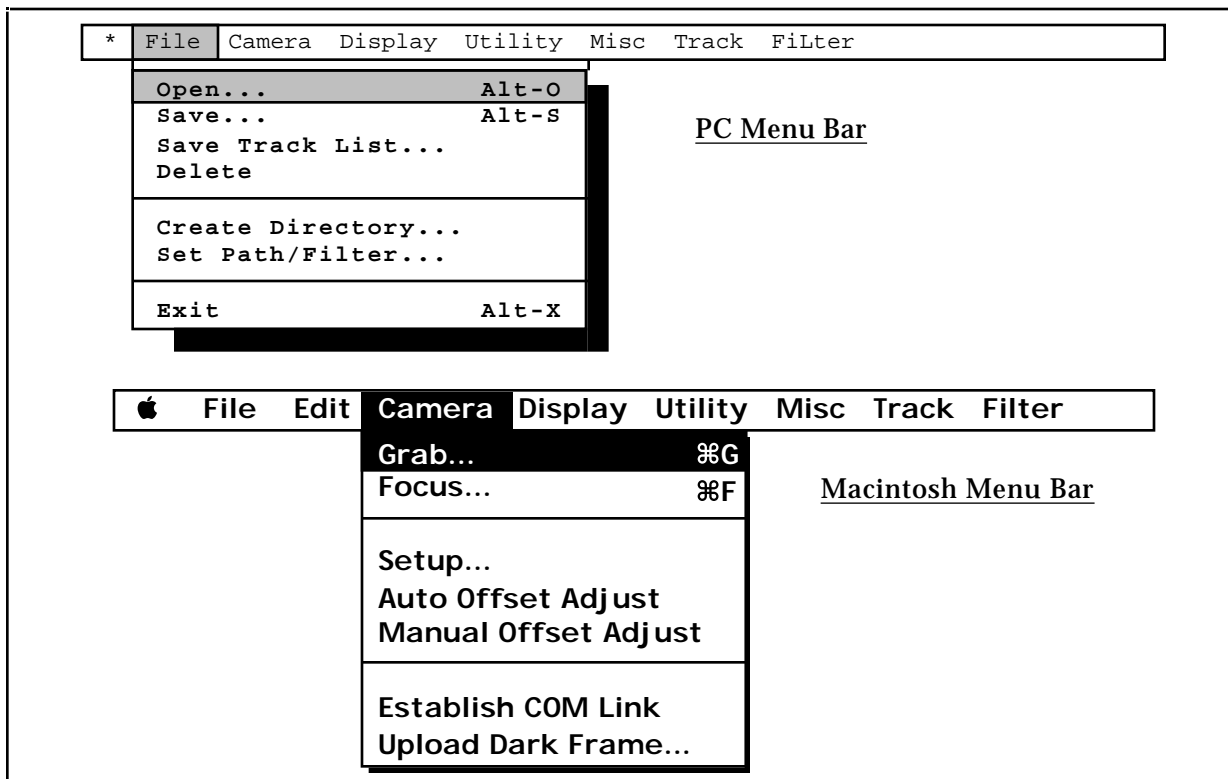 * File Camera Display Utility Misc Track FiLter
Open... Alt-O
Save... Alt-S
Save Track List...
Delete
Create Directory...
Set Path/Filter...
Exit Alt-X
PC Menu Bar
File Edit Camera Display Utility Misc Track Filter
Grab... ⌘G
Focus... ⌘F
Setup...
Auto Offset Adjust
Manual Offset Adjust
Establish COM Link
Upload Dark Frame...
Macintosh Menu Bar